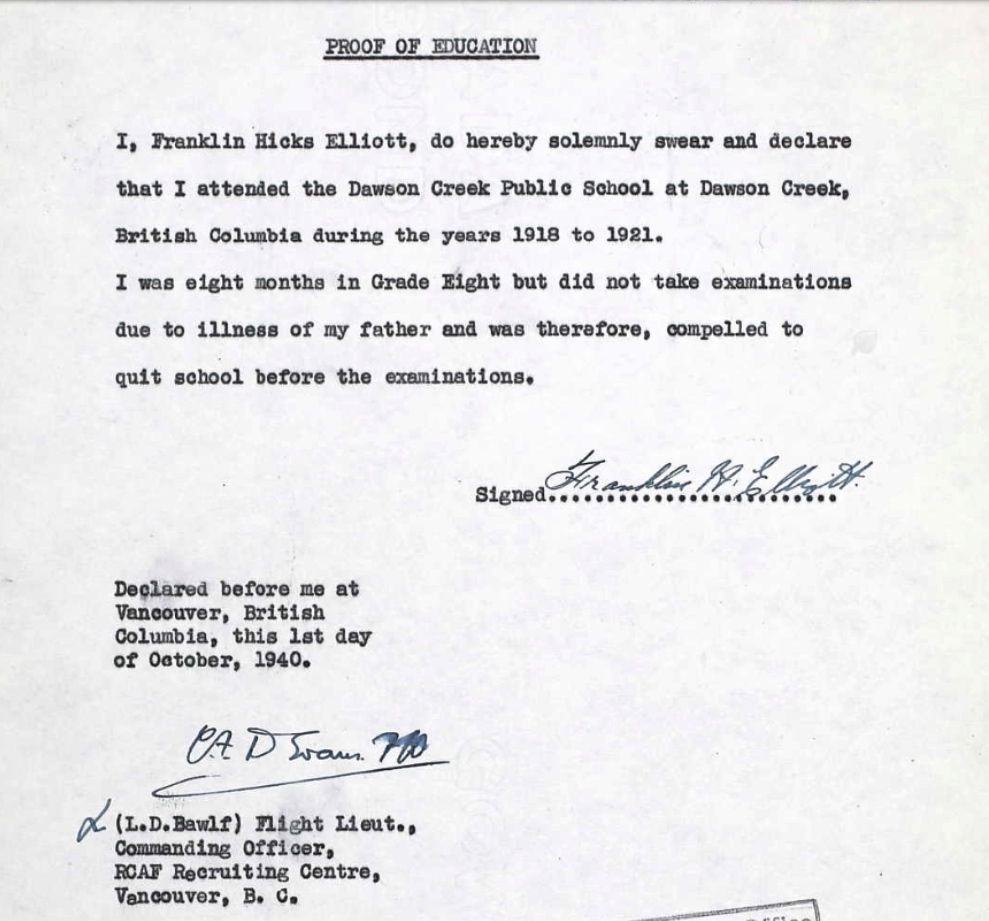 PROOF OF EDUCATION
I, Franklin Hicks Elliott, do hereby solemnly swear and declare
that I attended the Dawson Creek Public School at Dawson Creek,
British Columbia during the years 1918 to 1921.
I was eight months in Grade Eight but did not take examinations
due to illness of my father and was therefore, compelled to
quit school before the examinations.
Signed Franklin H. Elliott.
Declared before me at
Vancouver, British
Columbia, this 1st day
of October, 1940.
D Evans F/O
(L.D.Bawlf) Flight Lieut.,
Commanding Officer,
RCAF Recruiting Centre,
Vancouver, B. C.
Office